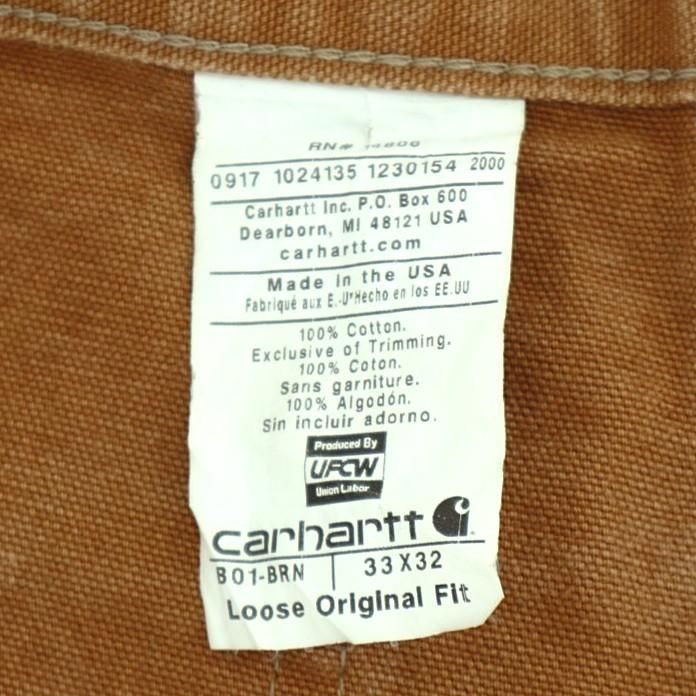 RN#
0917 1024135 1230154 2000
Carhartt Inc. P.O. Box 600
Dearborn, MI 48121 USA
carhartt.com
Made in the USA
Fabriqué aux E.-U*Hecho en los EE.UU
100% Cotton.
Exclusive of Trimming.
100% Coton.
Sans garniture.
100% Algodón.
Sin incluir adorno.
Produced By
UFCW
Union Labor
carhartt
B01-BRN 33X32
Loose Original Fit